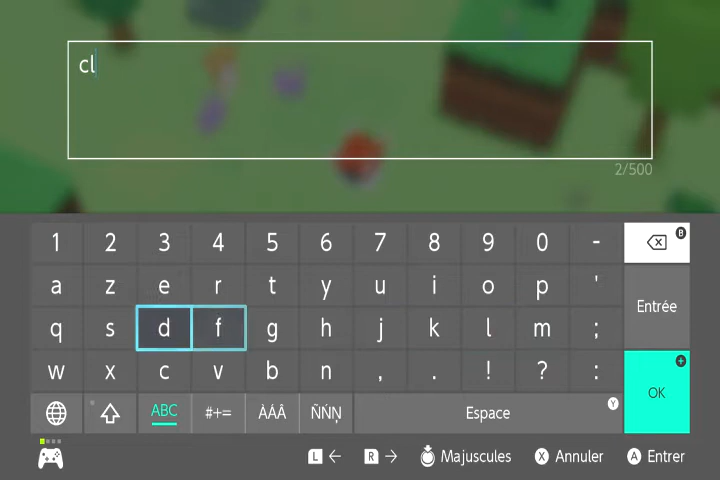 cl
2/500
1 2 3 4 5 6 7 8 9 0 - B
a z e r t y u i o p ' Entrée
q s d f g h j k l m ;
w x c v b n , . ! ? : + OK
ABC #+= ÀÁÂ ÑŃŅ Espace Y
L ← R → Majuscules X Annuler A Entrer